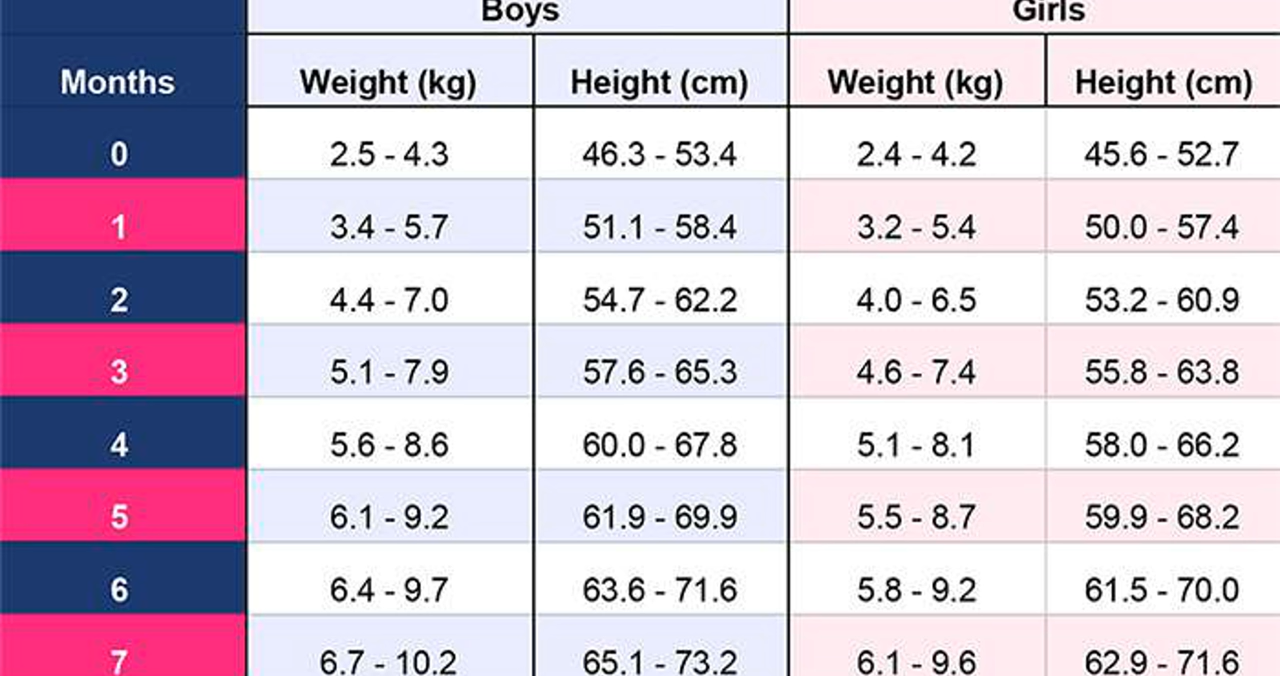 Boys Girls
Months Weight (kg) Height (cm) Weight (kg) Height (cm)
0 2.5 - 4.3 46.3 - 53.4 2.4 - 4.2 45.6 - 52.7
1 3.4 - 5.7 51.1 - 58.4 3.2 - 5.4 50.0 - 57.4
2 4.4 - 7.0 54.7 - 62.2 4.0 - 6.5 53.2 - 60.9
3 5.1 - 7.9 57.6 - 65.3 4.6 - 7.4 55.8 - 63.8
4 5.6 - 8.6 60.0 - 67.8 5.1 - 8.1 58.0 - 66.2
5 6.1 - 9.2 61.9 - 69.9 5.5 - 8.7 59.9 - 68.2
6 6.4 - 9.7 63.6 - 71.6 5.8 - 9.2 61.5 - 70.0
7 6.7 - 10.2 65.1 - 73.2 6.1 - 9.6 62.9 - 71.6